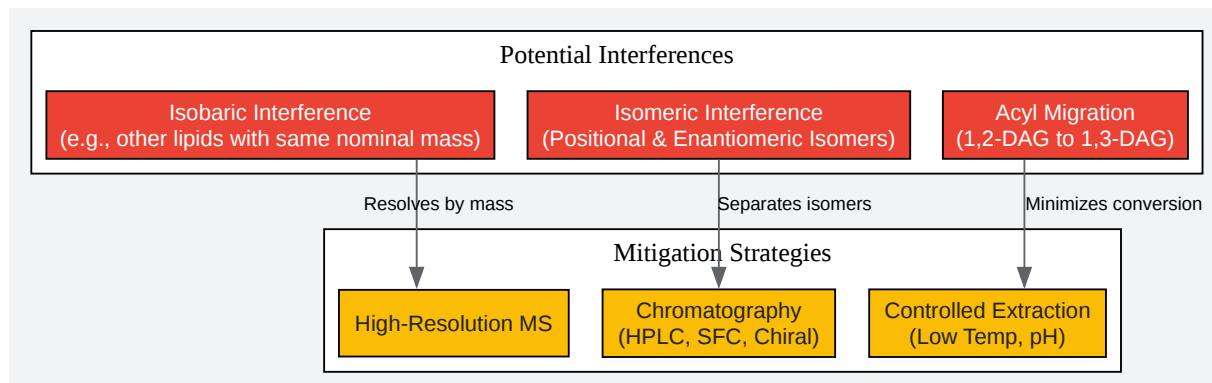 Potential Interferences
Isobaric Interference
(e.g., other lipids with same nominal mass)
Isomeric Interference
(Positional & Enantiomeric Isomers)
Acyl Migration
(1,2-DAG to 1,3-DAG)
Resolves by mass
Separates isomers
Minimizes conversion
Mitigation Strategies
High-Resolution MS
Chromatography
(HPLC, SFC, Chiral)
Controlled Extraction
(Low Temp, pH)